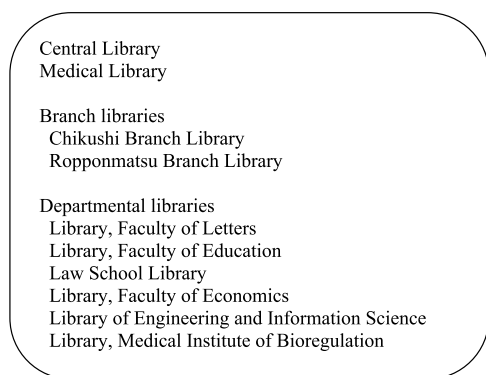 Central Library
Medical Library
Branch libraries
Chikushi Branch Library
Ropponmatsu Branch Library
Departmental libraries
Library, Faculty of Letters
Library, Faculty of Education
Law School Library
Library, Faculty of Economics
Library of Engineering and Information Science
Library, Medical Institute of Bioregulation